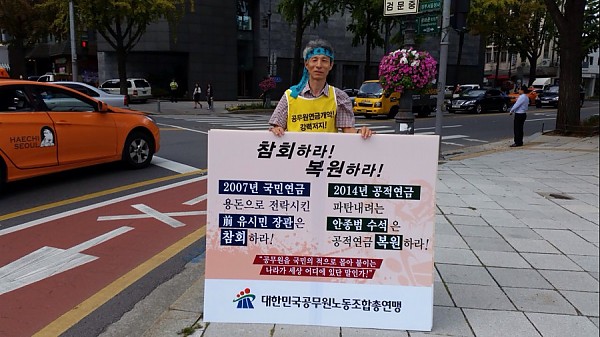 검문중
HAECHI
SEOUL
공무원연금개악!
강력저지!
참회하라!
복원하라!
2007년 국민연금
용돈으로 전락시킨
前 유시민 장관은
참회하라!
2014년 공적연금
파탄내려는
안종범 수석은
공적연금 복원하라!
"공무원을 국민의 적으로 몰아 붙이는
나라가 세상 어디에 있단 말인가!"
대한민국공무원노동조합총연맹